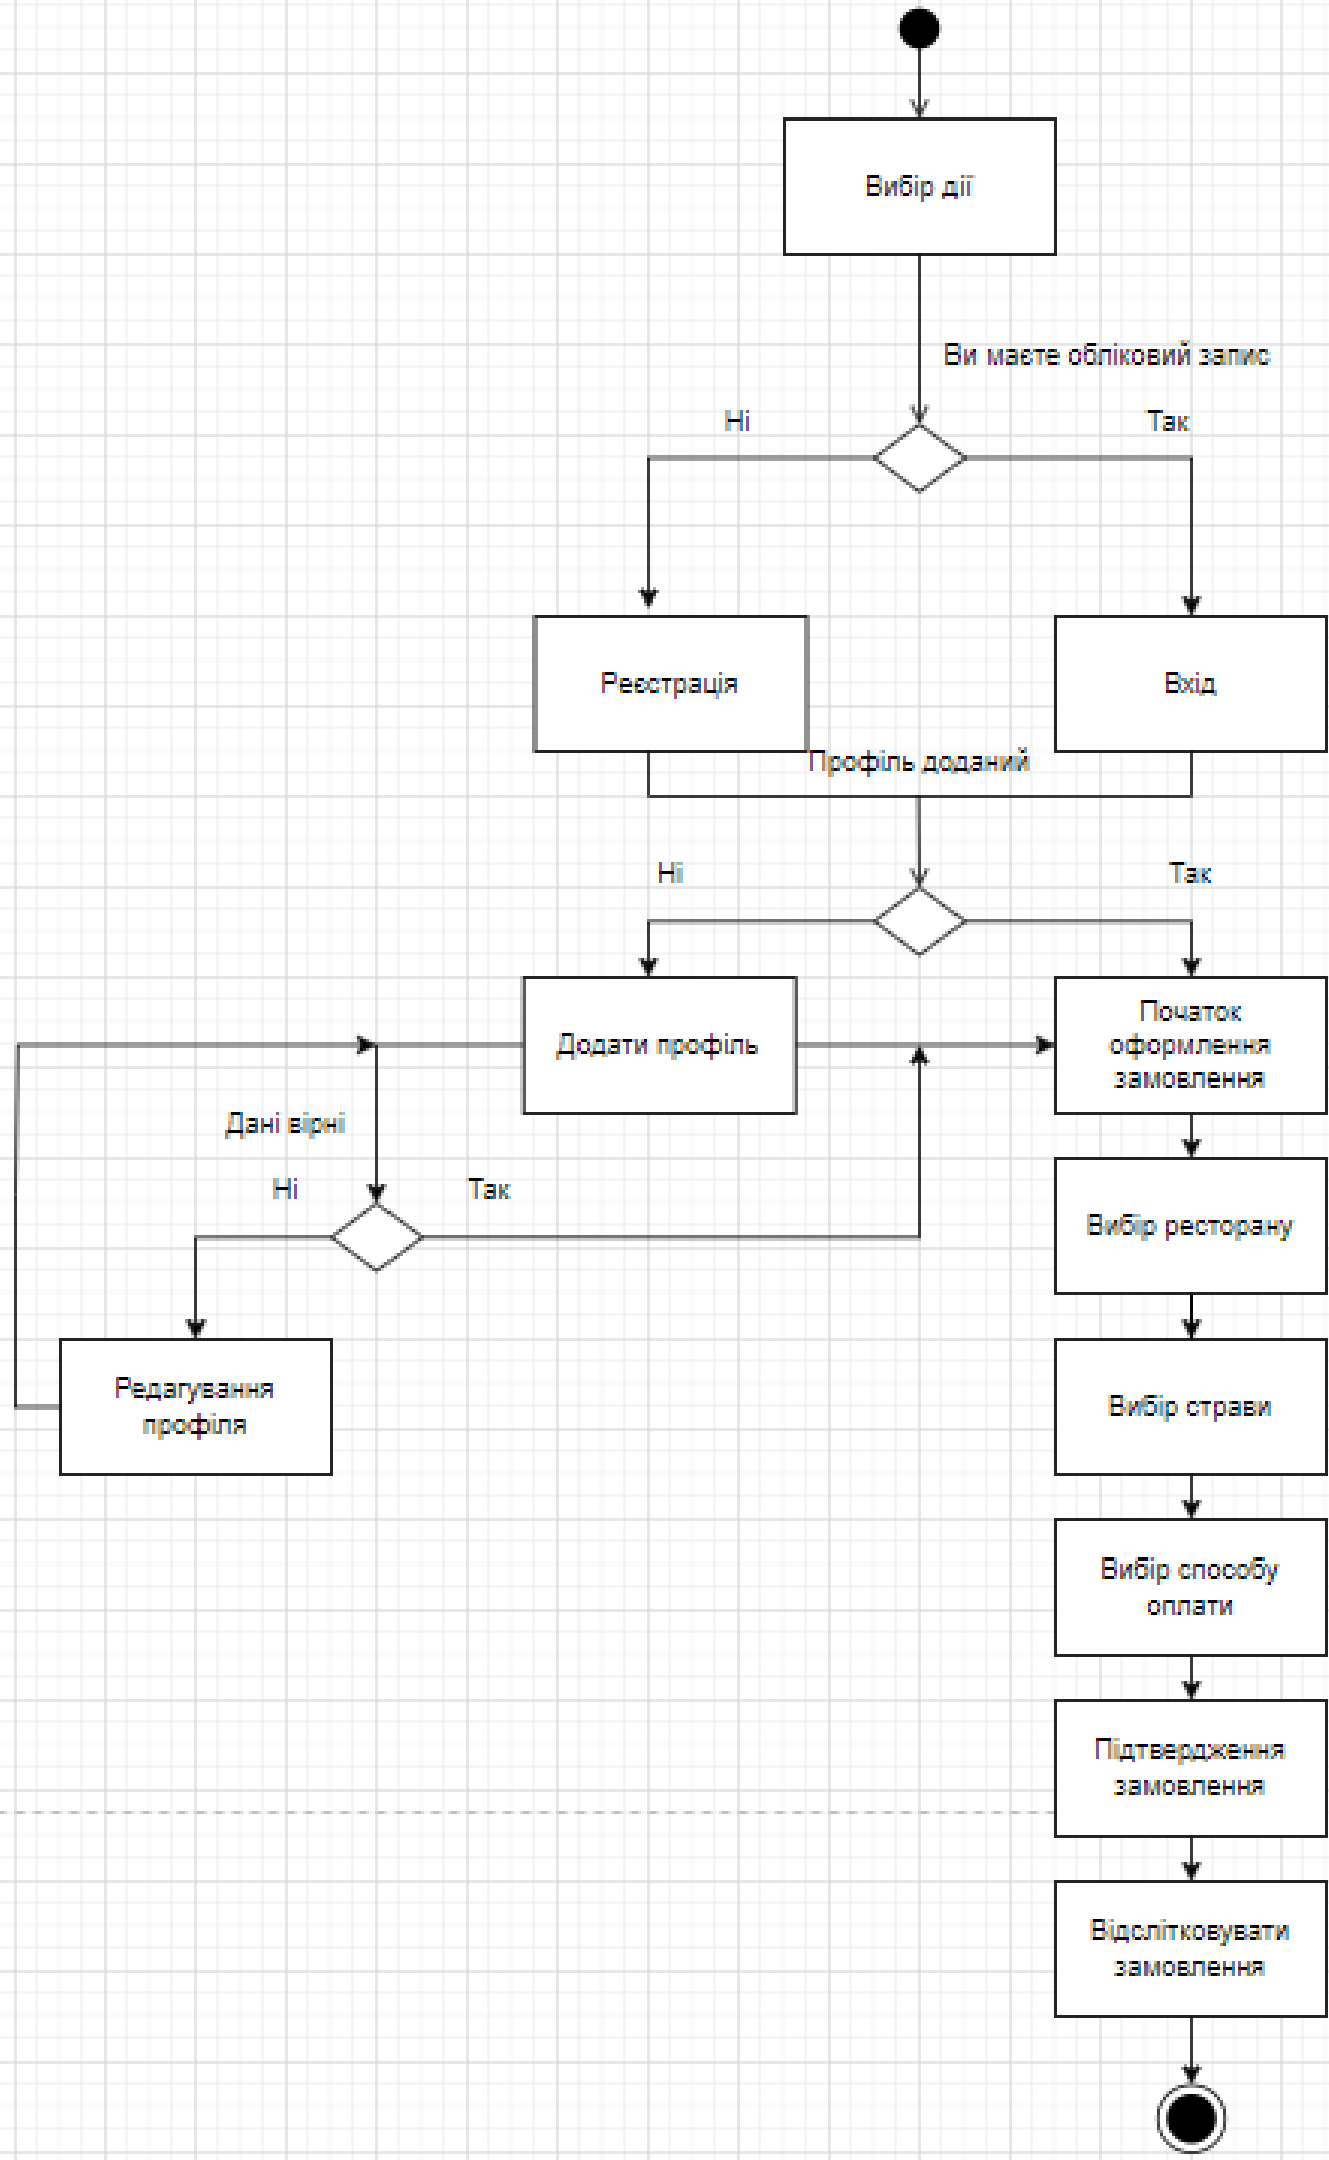 Вибір дії
Ви маєте обліковий запис
Ні
Так
Реєстрація
Вхід
Профіль доданий
Ні
Так
Додати профіль
Початок
оформлення
замовлення
Дані вірні
Ні
Так
Вибір ресторану
Редагування
профіля
Вибір страви
Вибір способу
оплати
Підтвердження
замовлення
Відслітковувати
замовлення